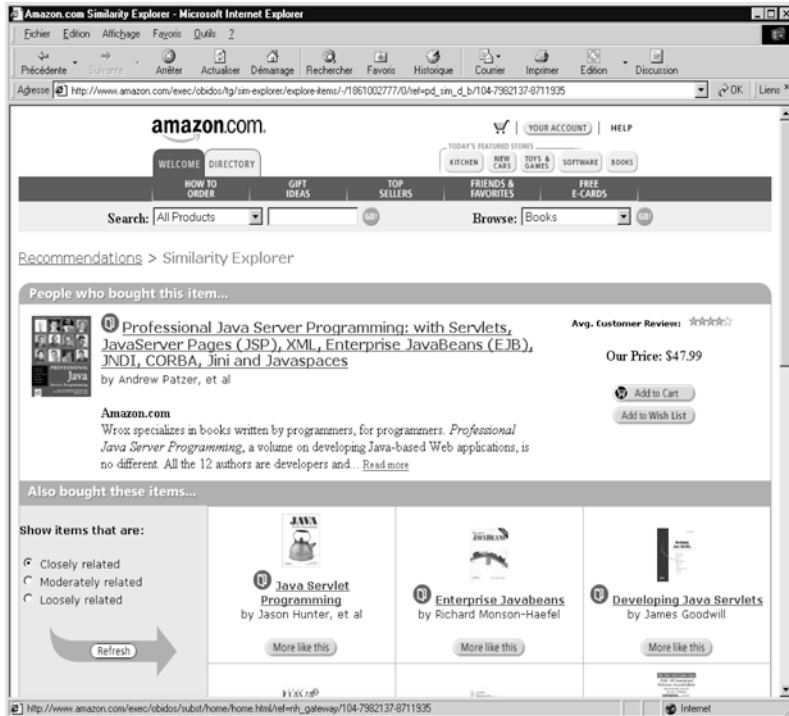 Amazon.com Similarity Explorer - Microsoft Internet Explorer
Fichier Edition Affichage Favoris Outils ?
Précédente Suivante Arrêter Actualiser Démarrage Rechercher Favoris Historique Courrier Imprimer Edition Discussion
Adresse http://www.amazon.com/exec/obidos/tg/sim-explorer/explore-items/-/1861002777/0/ref=pd_sim_d_b/104-7982137-8711935 OK Liens
amazon.com. YOUR ACCOUNT HELP
TODAY'S FEATURED STORES
WELCOME DIRECTORY KITCHEN NEW CARS TOYS & GAMES SOFTWARE BOOKS
HOW TO ORDER GIFT IDEAS TOP SELLERS FRIENDS & FAVORITES FREE E-CARDS
Search: All Products GO! Browse: Books GO!
Recommendations > Similarity Explorer
People who bought this item...
Professional Java Server Programming: with Servlets,
JavaServer Pages (JSP), XML, Enterprise JavaBeans (EJB),
JNDI, CORBA, Jini and Javaspaces
by Andrew Patzer, et al
Avg. Customer Review:
Our Price: $47.99
Add to Cart
Add to Wish List
PROFESSIONAL
Java
Amazon.com
Wrox specializes in books written by programmers, for programmers. Professional
Java Server Programming, a volume on developing Java-based Web applications, is
no different. All the 12 authors are developers and... Read more
Also bought these items...
Show items that are:
Closely related
Moderately related
Loosely related
Refresh
JAVA
Java Servlet
Programming
by Jason Hunter, et al
More like this
JAVABEANS
Enterprise Javabeans
by Richard Monson-Haefel
More like this
Developing Java Servlets
by James Goodwill
More like this
http://www.amazon.com/exec/obidos/subst/home/home.html/ref=nh_gateway/104-7982137-8711935 Internet